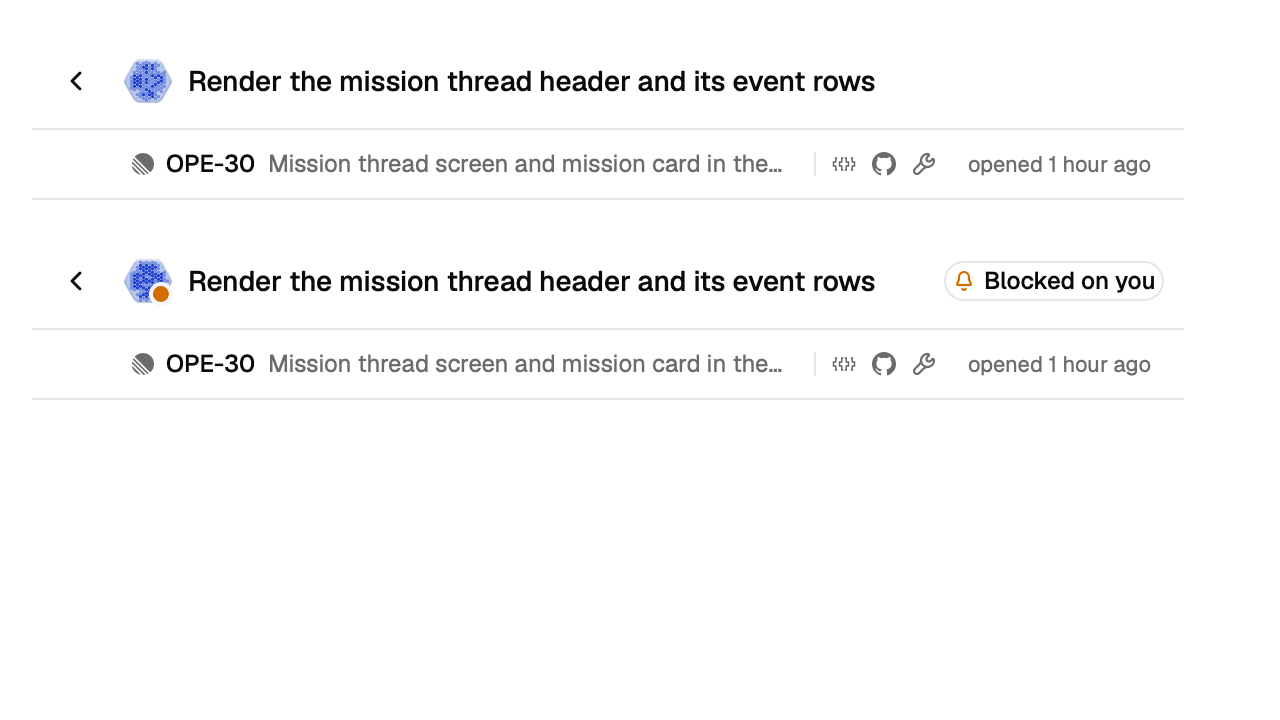 Render the mission thread header and its event rows
OPE-30 Mission thread screen and mission card in the… opened 1 hour ago
Render the mission thread header and its event rows Blocked on you
OPE-30 Mission thread screen and mission card in the… opened 1 hour ago